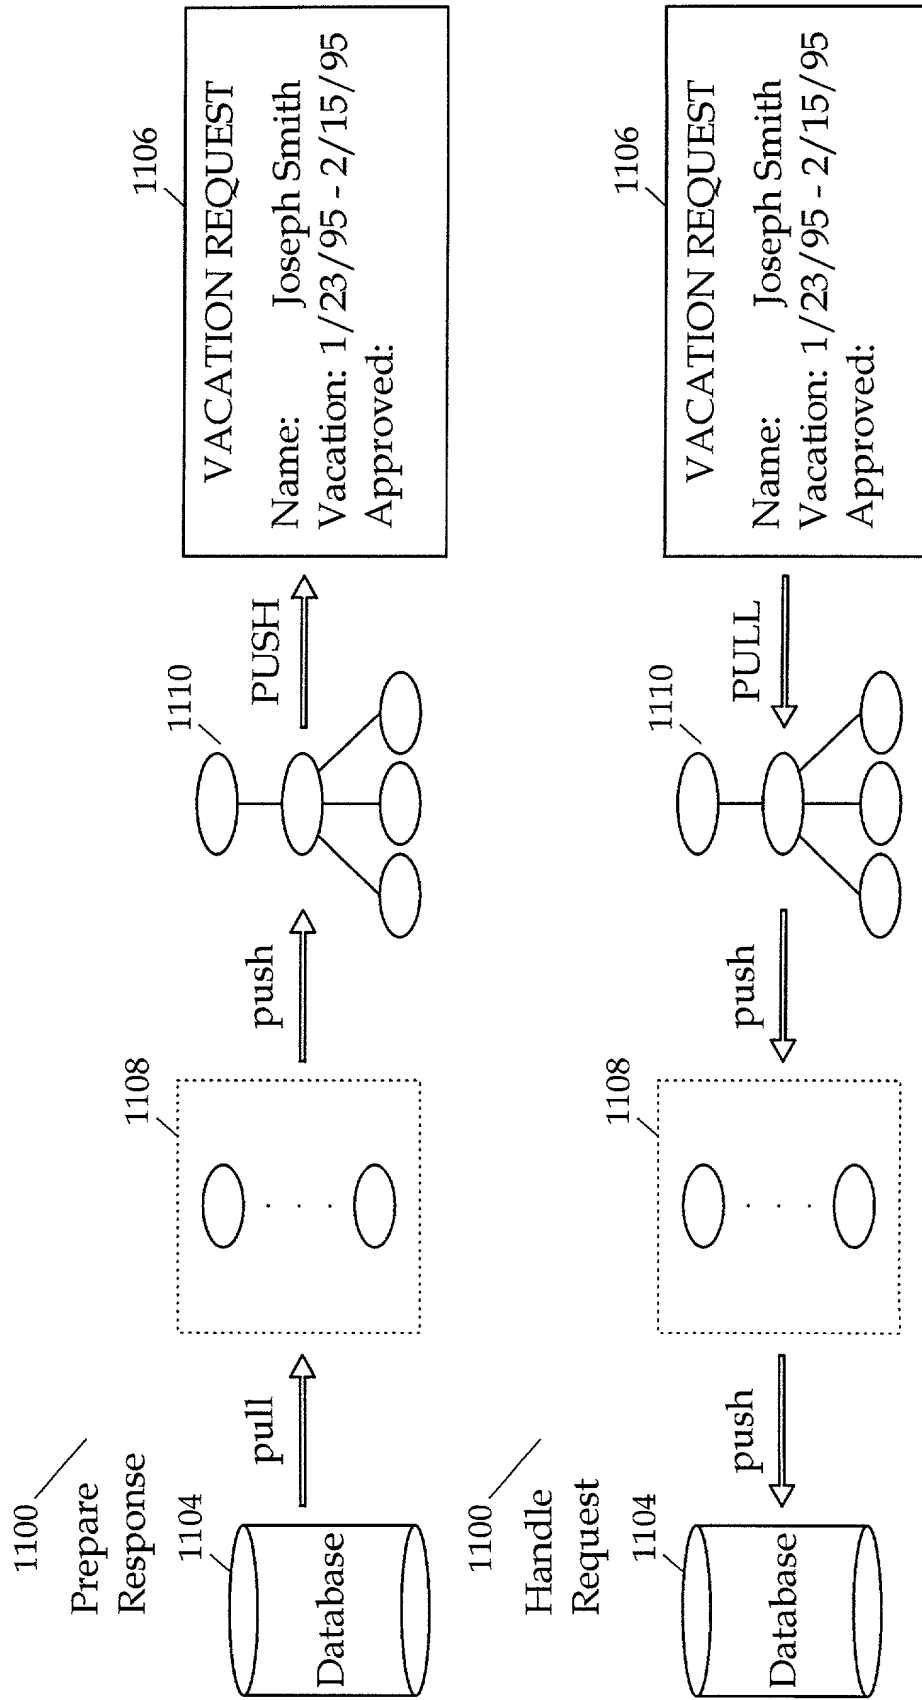 1100
Prepare
Response
1104
Database
pull
1108
push
1110
PUSH
1106
VACATION REQUEST
Name: Joseph Smith
Vacation: 1/23/95 - 2/15/95
Approved:
1100
Handle
Request
1104
Database
push
1108
push
1110
PULL
1106
VACATION REQUEST
Name: Joseph Smith
Vacation: 1/23/95 - 2/15/95
Approved: